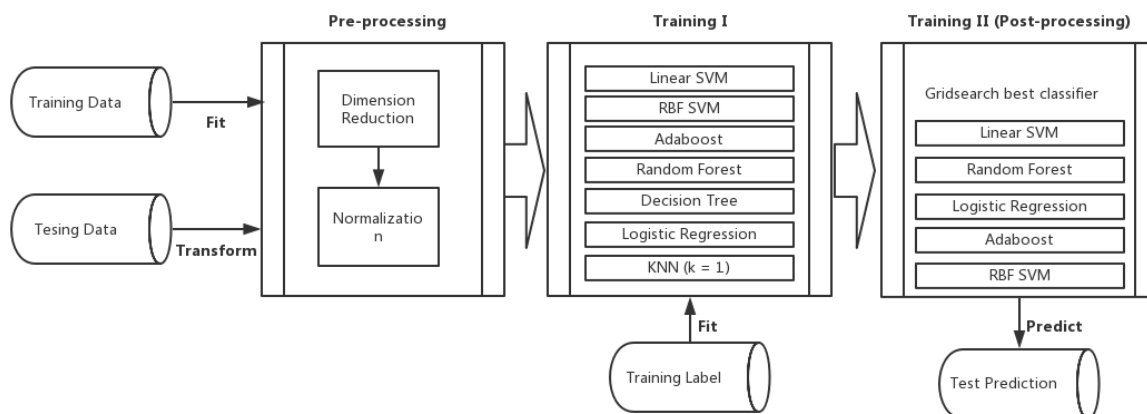 Pre-processing
Training I
Training II (Post-processing)
Training Data
Fit
Tesing Data
Transform
Dimension
Reduction
Normalizatio
n
Linear SVM
RBF SVM
Adaboost
Random Forest
Decision Tree
Logistic Regression
KNN (k = 1)
Fit
Training Label
Gridsearch best classifier
Linear SVM
Random Forest
Logistic Regression
Adaboost
RBF SVM
Predict
Test Prediction